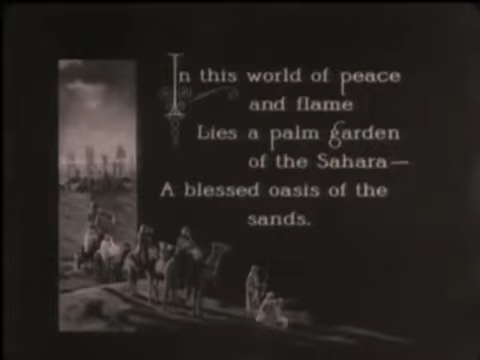 In this world of peace
and flame
Lies a palm garden
of the Sahara—
A blessed oasis of the
sands.